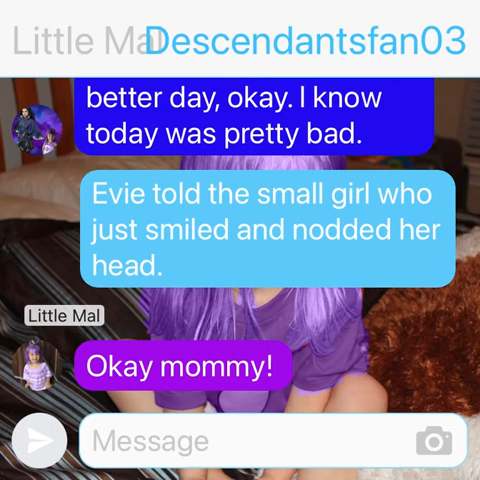 Little Mal Descendantsfan03
better day, okay. I know
today was pretty bad.
Evie told the small girl who
just smiled and nodded her
head.
Little Mal
Okay mommy!
Message